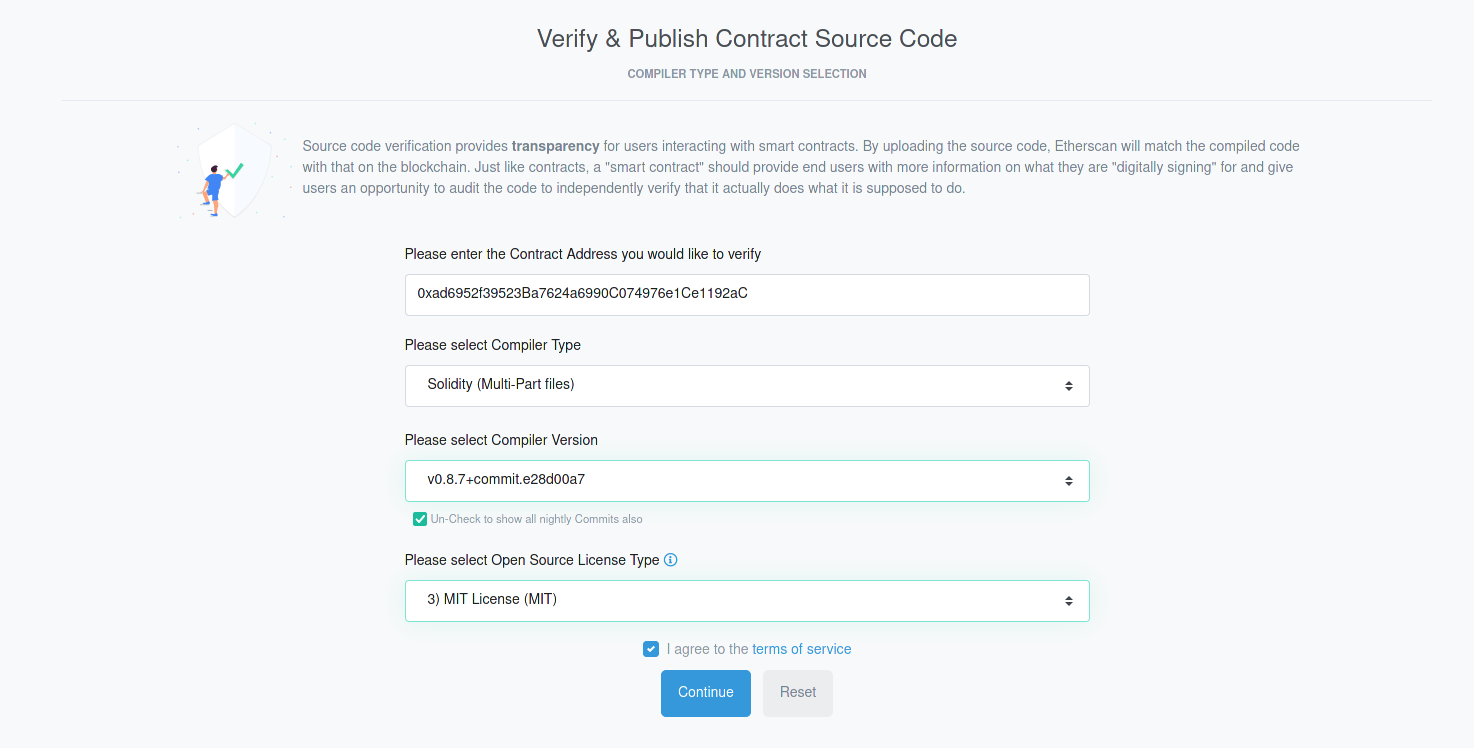 Verify & Publish Contract Source Code
COMPILER TYPE AND VERSION SELECTION
Source code verification provides transparency for users interacting with smart contracts. By uploading the source code, Etherscan will match the compiled code
with that on the blockchain. Just like contracts, a "smart contract" should provide end users with more information on what they are "digitally signing" for and give
users an opportunity to audit the code to independently verify that it actually does what it is supposed to do.
Please enter the Contract Address you would like to verify
0xad6952f39523Ba7624a6990C074976e1Ce1192aC
Please select Compiler Type
Solidity (Multi-Part files)
Please select Compiler Version
v0.8.7+commit.e28d00a7
Un-Check to show all nightly Commits also
Please select Open Source License Type
3) MIT License (MIT)
I agree to the terms of service
Continue Reset